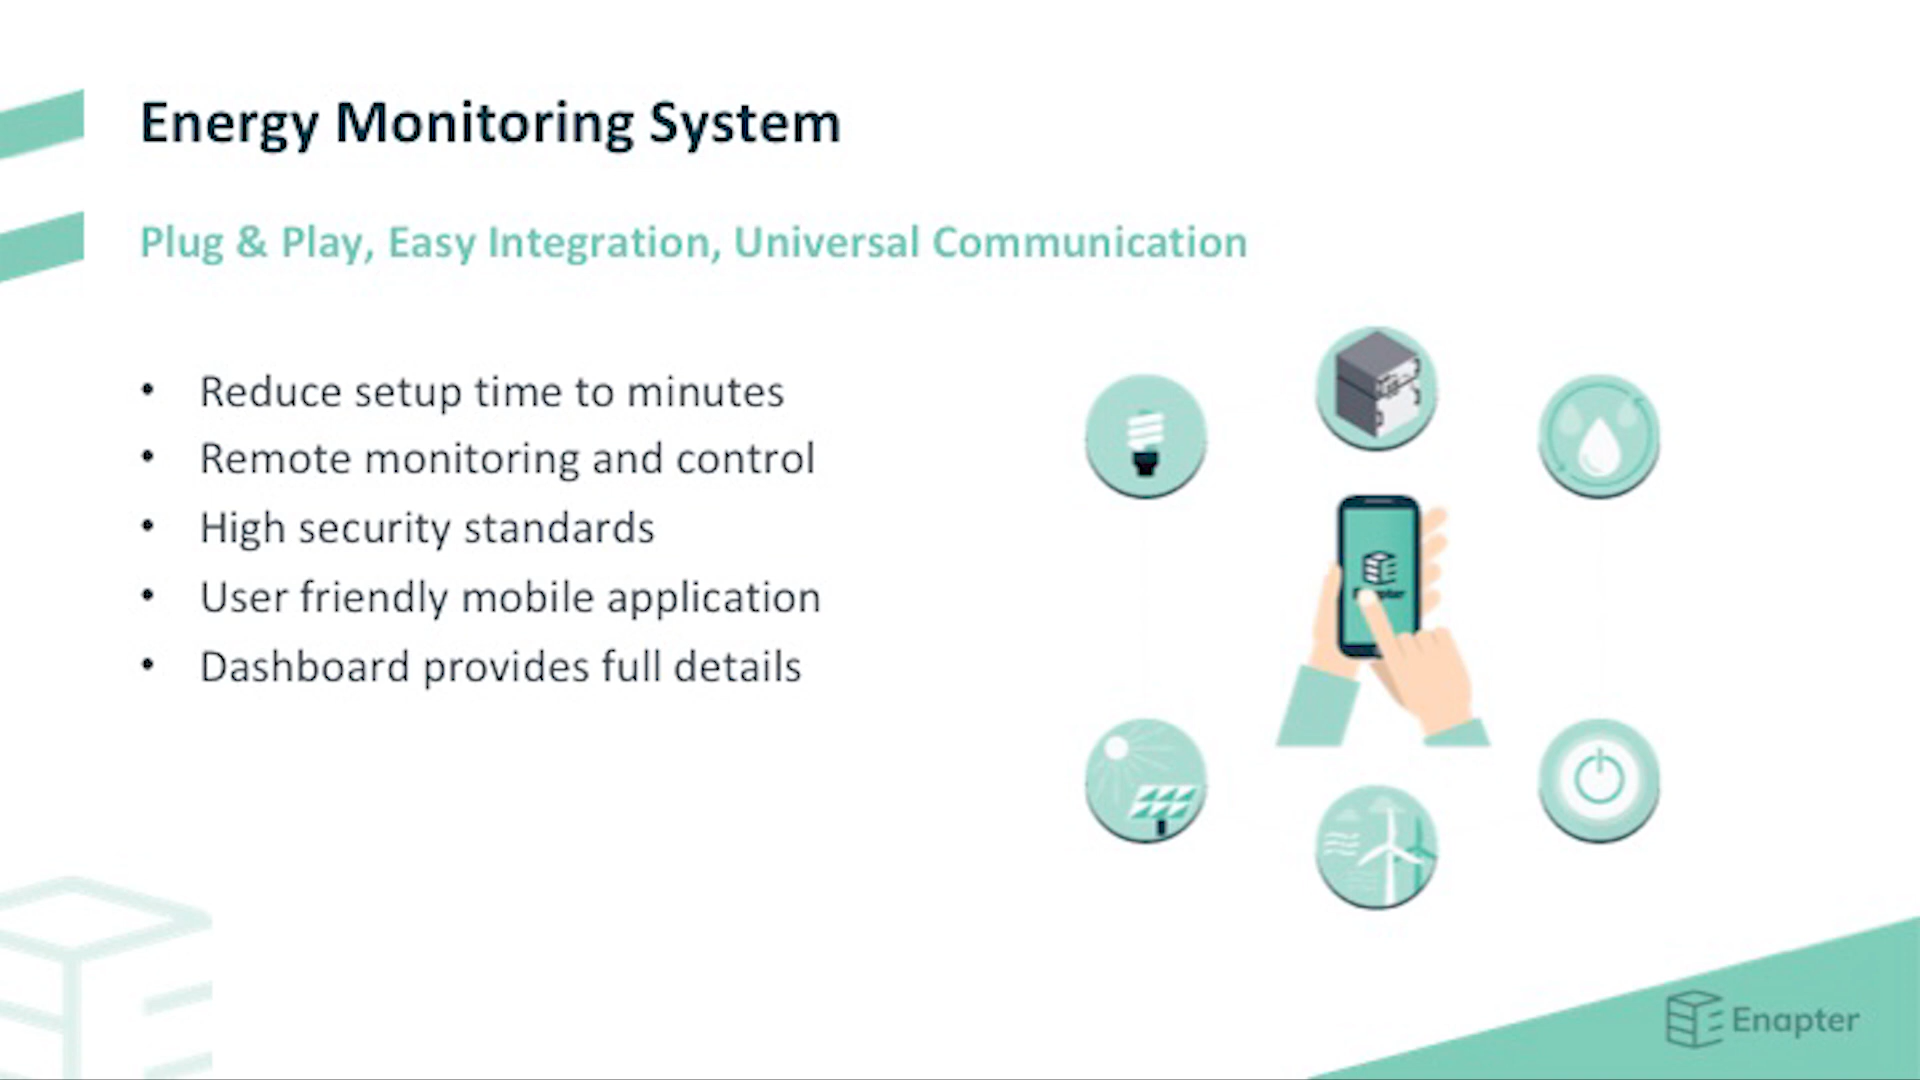 Energy Monitoring System
Plug & Play, Easy Integration, Universal Communication
• Reduce setup time to minutes
• Remote monitoring and control
• High security standards
• User friendly mobile application
• Dashboard provides full details
Enapter